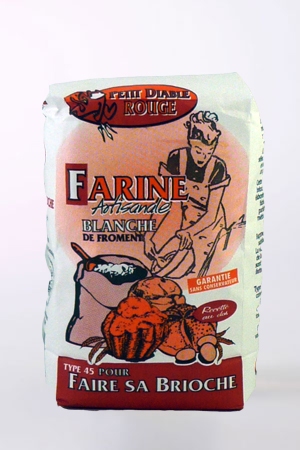 PETIT DIABLE
ROUGE
FARINE
Artisanale
BLANCHE
DE FROMENT
GARANTIE
SANS CONSERVATEUR
Recette
au dos
TYPE 45 POUR
FAIRE SA BRIOCHE